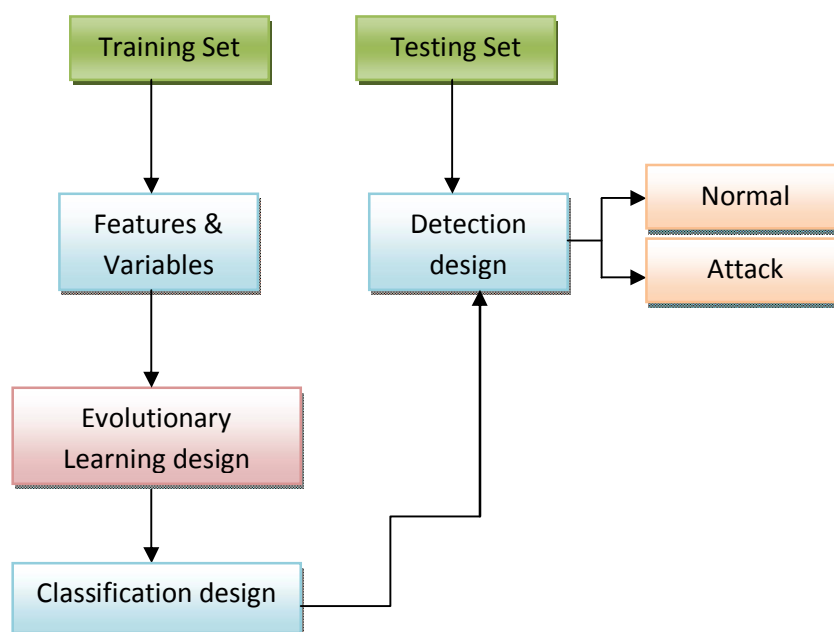 Training Set
Testing Set
Features &
Variables
Detection
design
Normal
Attack
Evolutionary
Learning design
Classification design